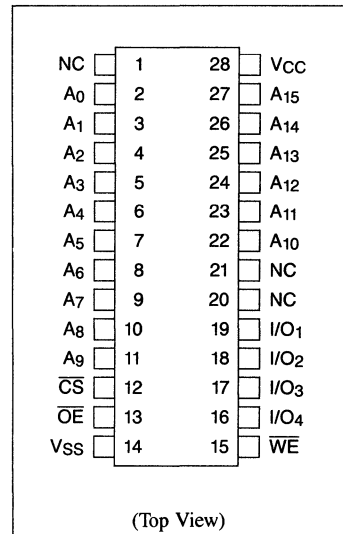 NC 1 28 VCC
A0 2 27 A15
A1 3 26 A14
A2 4 25 A13
A3 5 24 A12
A4 6 23 A11
A5 7 22 A10
A6 8 21 NC
A7 9 20 NC
A8 10 19 I/O1
A9 11 18 I/O2
CS 12 17 I/O3
OE 13 16 I/O4
VSS 14 15 WE
(Top View)